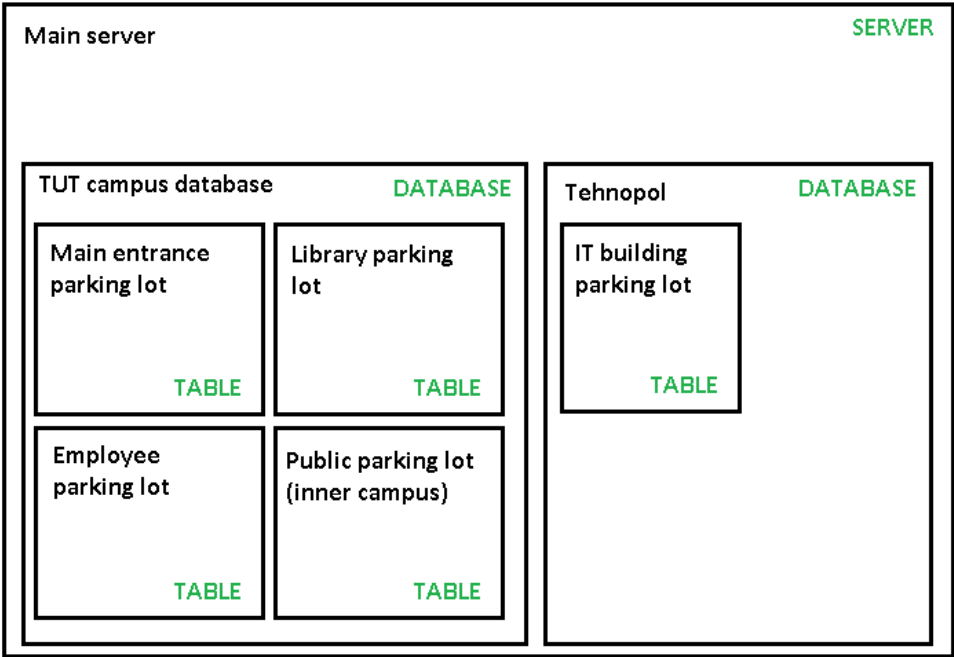 Main server
SERVER
TUT campus database
DATABASE
Main entrance
parking lot
TABLE
Library parking
lot
TABLE
Employee
parking lot
TABLE
Public parking lot
(inner campus)
TABLE
Tehnopol
DATABASE
IT building
parking lot
TABLE